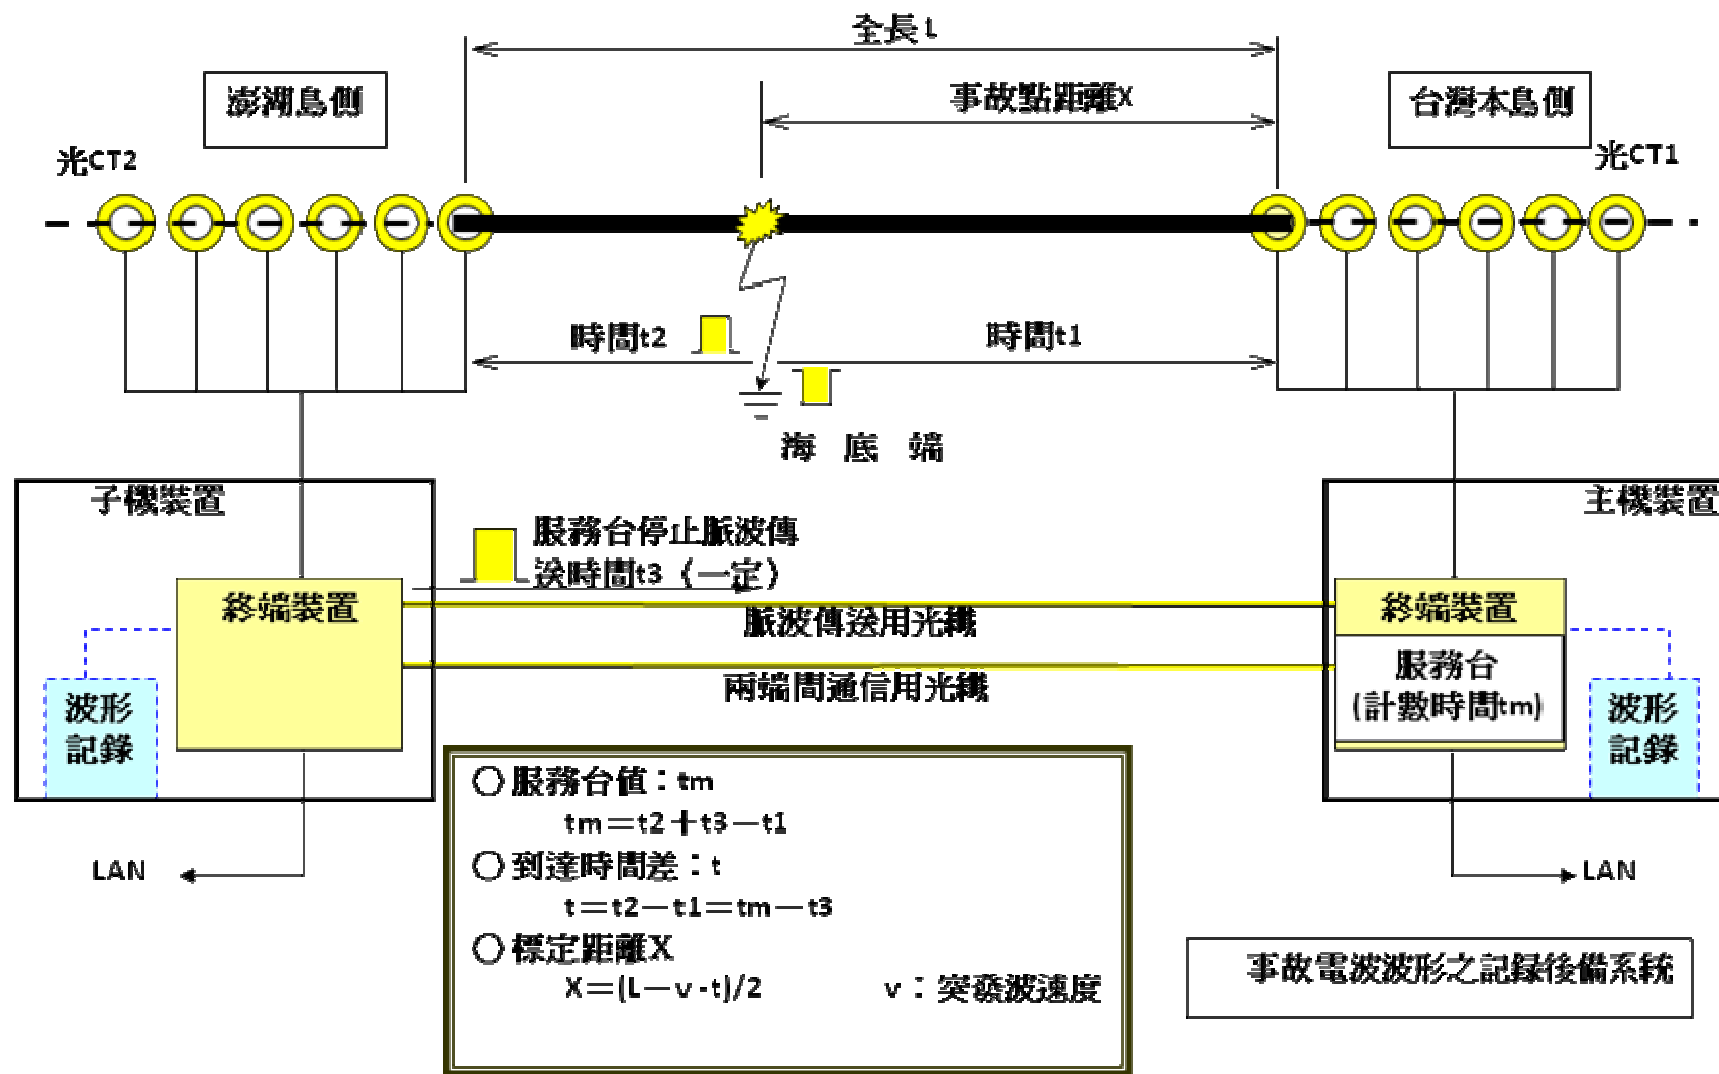 全長L
事故點距離X
澎湖島側
台灣本島側
光CT2
光CT1
時間t2
時間t1
海 底 端
子機裝置
主機裝置
服務台停止脈波傳
送時間t3（一定）
終端裝置
終端裝置
脈波傳送用光纖
服務台
(計數時間tm)
兩端間通信用光纖
波形
記錄
波形
記錄
○服務台值：tm
tm＝t2＋t3－t1
○到達時間差：t
t＝t2－t1＝tm－t3
○標定距離X
X＝(L－v·t)/2 v：突發波速度
LAN
LAN
事故電波波形之記錄後備系統